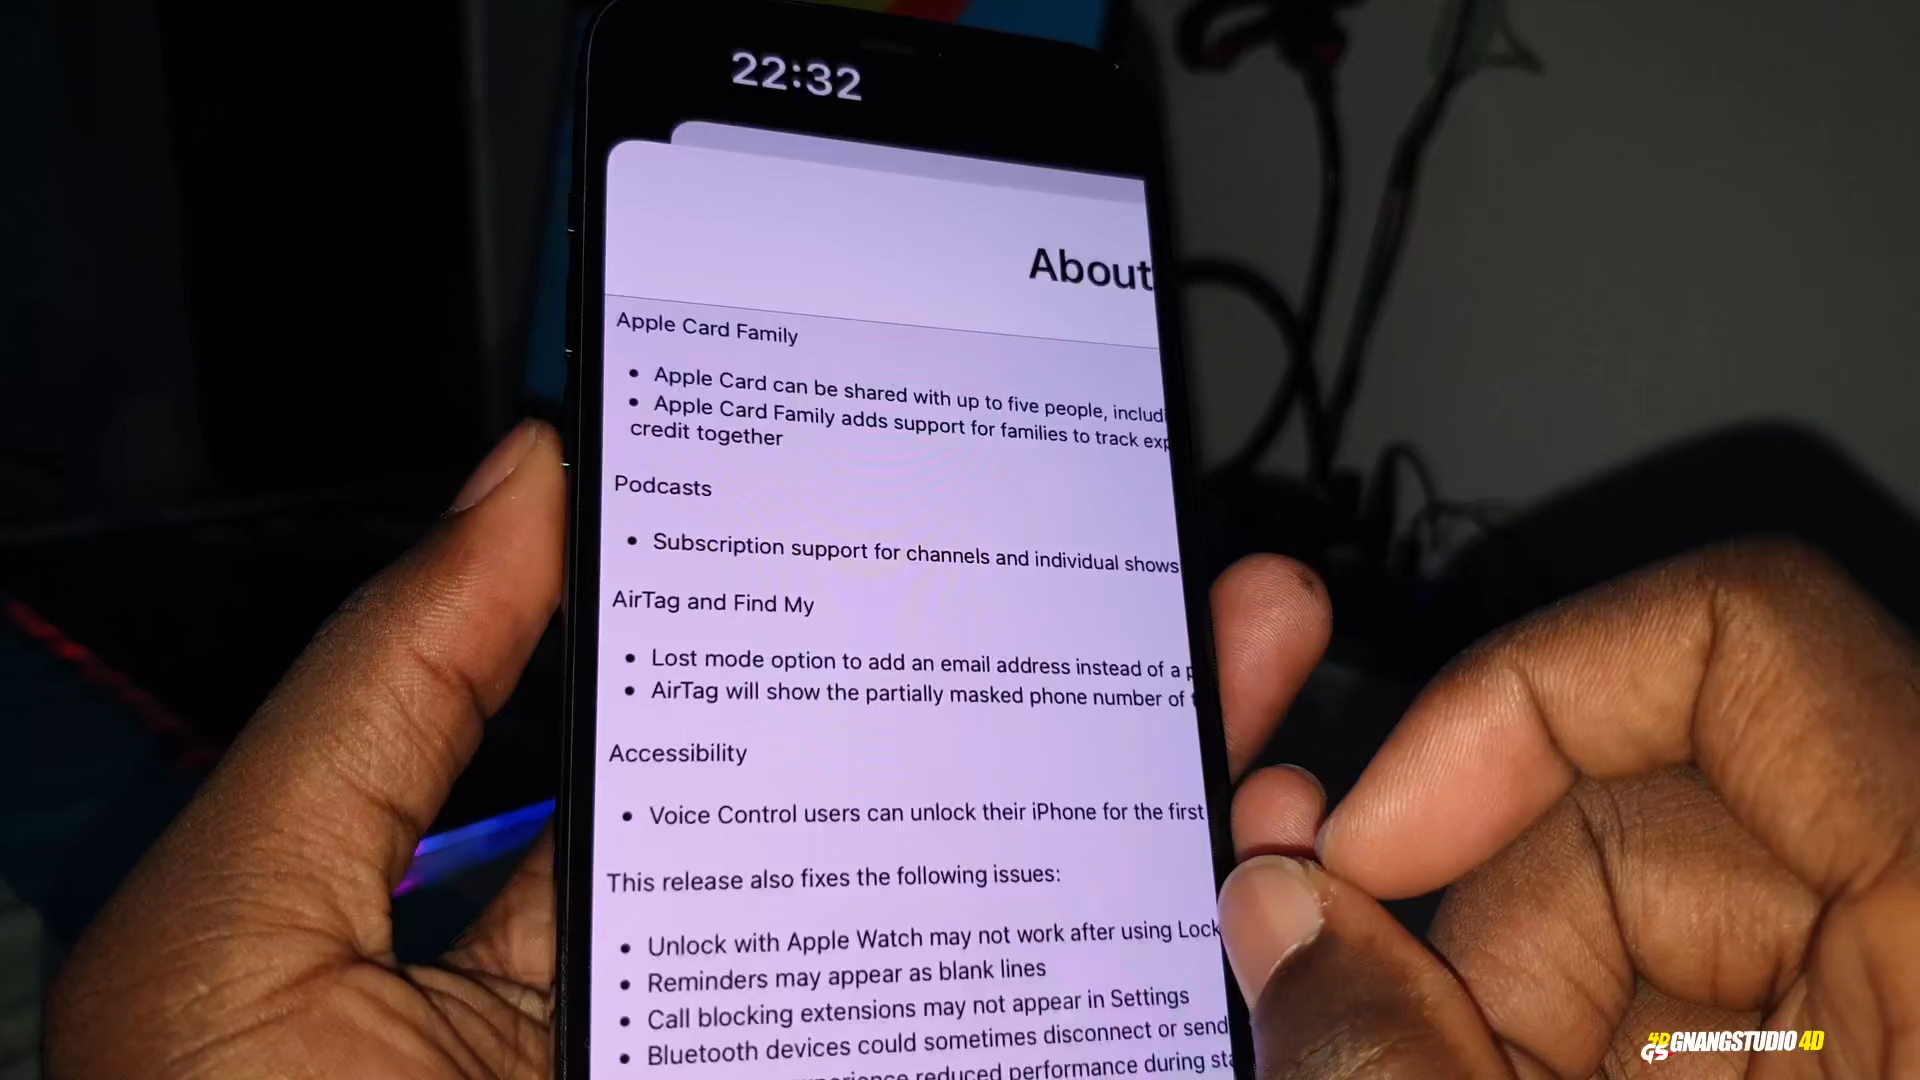 22:32
About
Apple Card Family
• Apple Card can be shared with up to five people, includi
• Apple Card Family adds support for families to track exp
credit together
Podcasts
• Subscription support for channels and individual shows
AirTag and Find My
• Lost mode option to add an email address instead of a p
• AirTag will show the partially masked phone number of
Accessibility
• Voice Control users can unlock their iPhone for the first
This release also fixes the following issues:
• Unlock with Apple Watch may not work after using Lock
• Reminders may appear as blank lines
• Call blocking extensions may not appear in Settings
• Bluetooth devices could sometimes disconnect or send
reduced performance during sta
4D GS GNANGSTUDIO 4D